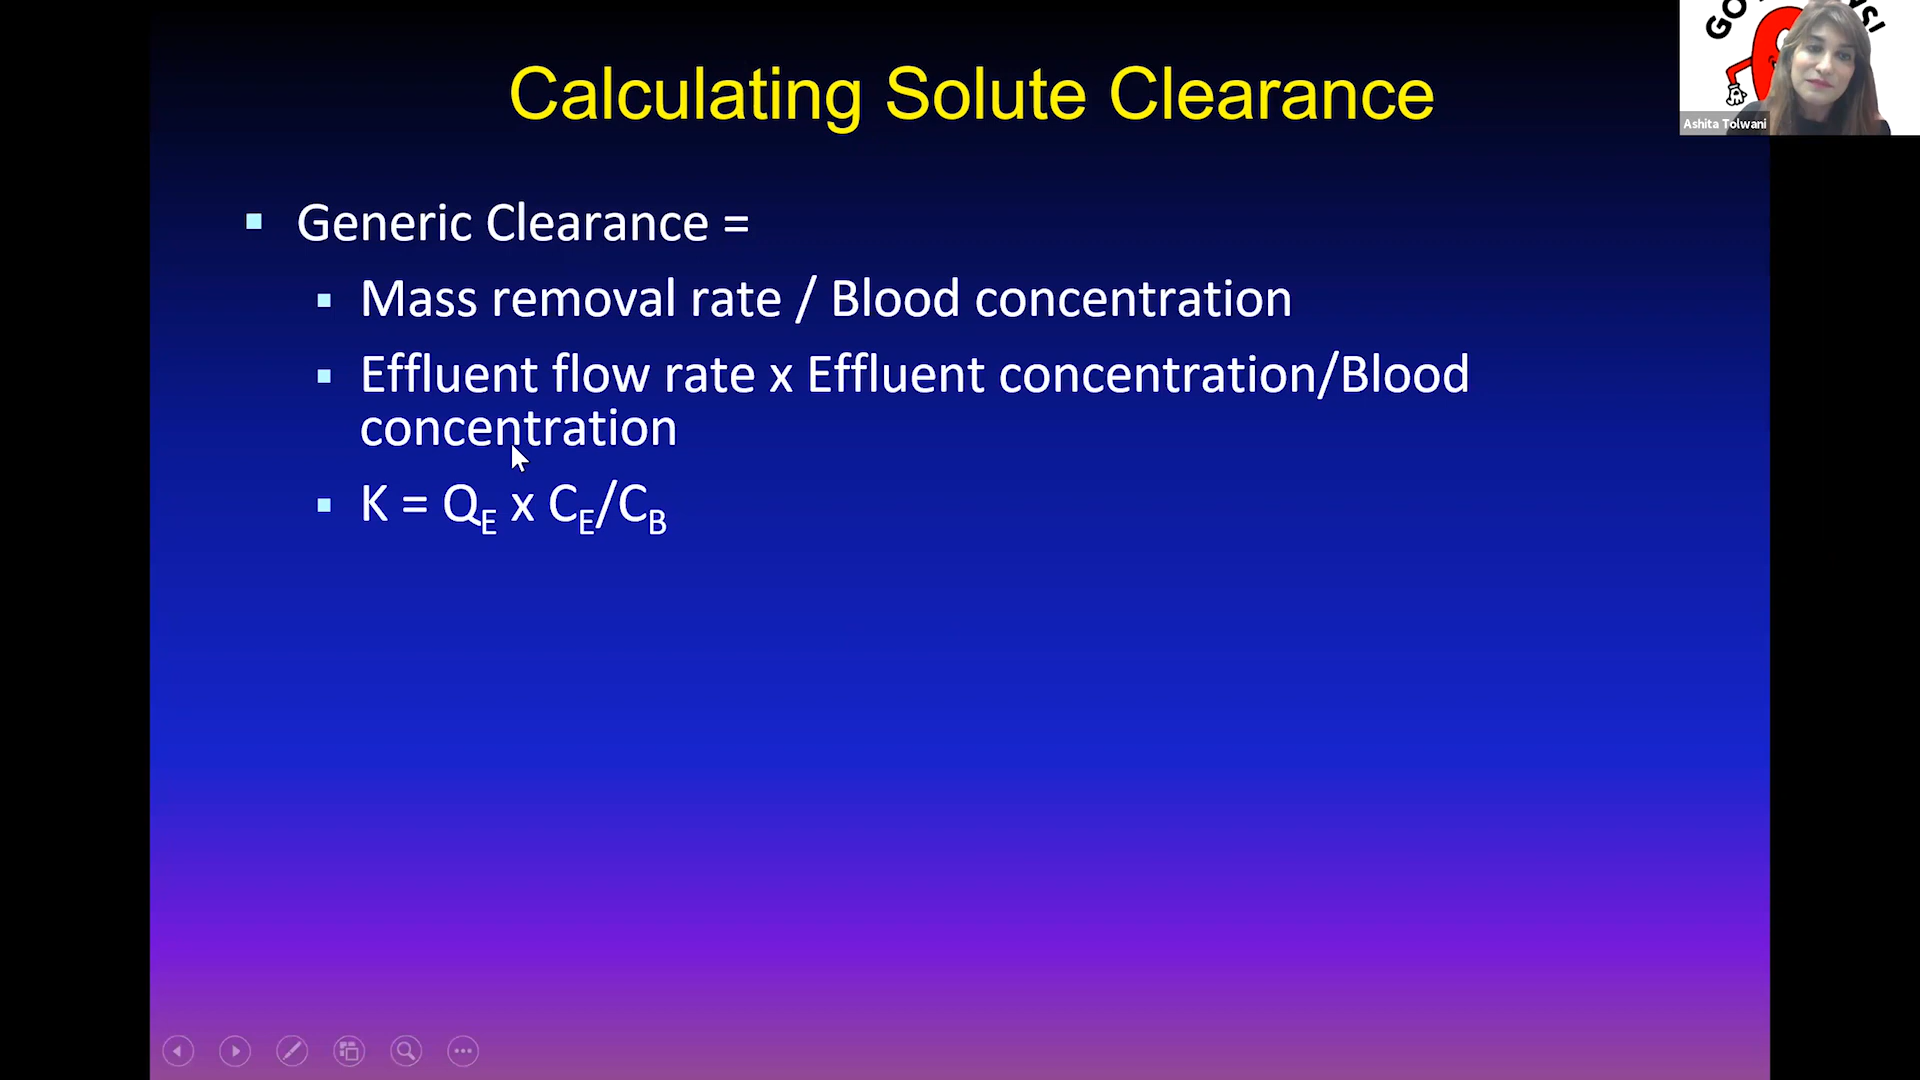 Calculating Solute Clearance
Ashita Tolwani
▪ Generic Clearance =
▪ Mass removal rate / Blood concentration
▪ Effluent flow rate x Effluent concentration/Blood
concentration
▪ K = Q_E x C_E/C_B